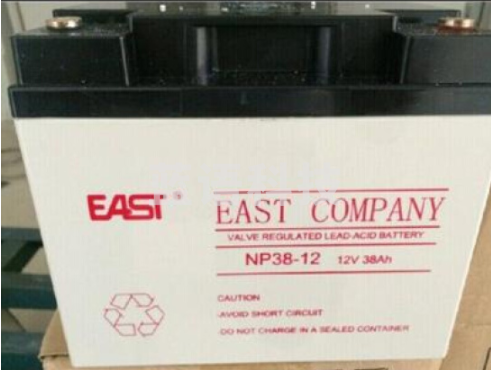 EAST®
EAST COMPANY
VALVE REGULATED LEAD-ACID BATTERY
NP38-12 12V 38Ah
CAUTION
AVOID SHORT CIRCUIT
DO NOT CHARGE IN A SEALED CONTAINER